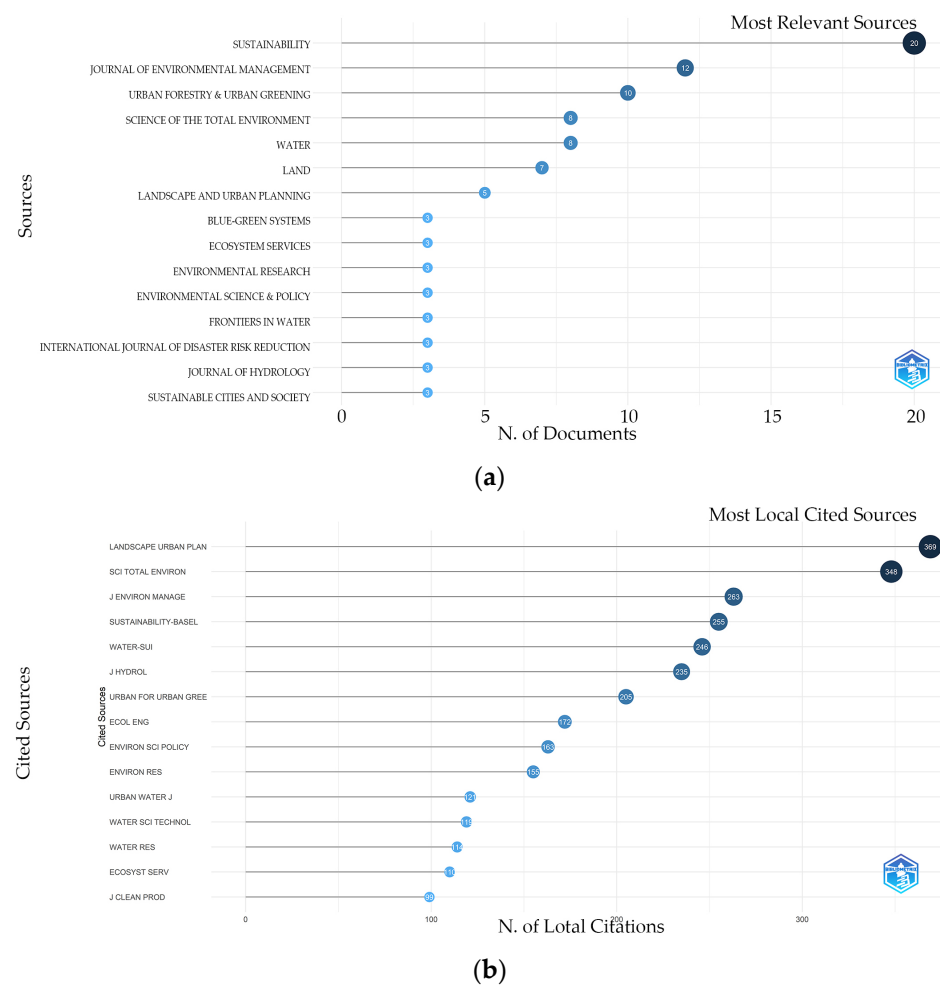 Most Relevant Sources
Sources
SUSTAINABILITY 20
JOURNAL OF ENVIRONMENTAL MANAGEMENT 12
URBAN FORESTRY & URBAN GREENING 10
SCIENCE OF THE TOTAL ENVIRONMENT 8
WATER 8
LAND 7
LANDSCAPE AND URBAN PLANNING 5
BLUE-GREEN SYSTEMS 3
ECOSYSTEM SERVICES 3
ENVIRONMENTAL RESEARCH 3
ENVIRONMENTAL SCIENCE & POLICY 3
FRONTIERS IN WATER 3
INTERNATIONAL JOURNAL OF DISASTER RISK REDUCTION 3
JOURNAL OF HYDROLOGY 3
SUSTAINABLE CITIES AND SOCIETY 3
BIBLIOMETRIX
0 5 10 15 20
N. of Documents
(a)
Most Local Cited Sources
Cited Sources
Cited Sources
LANDSCAPE URBAN PLAN 369
SCI TOTAL ENVIRON 348
J ENVIRON MANAGE 263
SUSTAINABILITY-BASEL 255
WATER-SUI 246
J HYDROL 235
URBAN FOR URBAN GREE 205
ECOL ENG 172
ENVIRON SCI POLICY 163
ENVIRON RES 155
URBAN WATER J 121
WATER SCI TECHNOL 119
WATER RES 114
ECOSYST SERV 110
J CLEAN PROD 99
BIBLIOMETRIX
0 100 200 300
N. of Lotal Citations
(b)